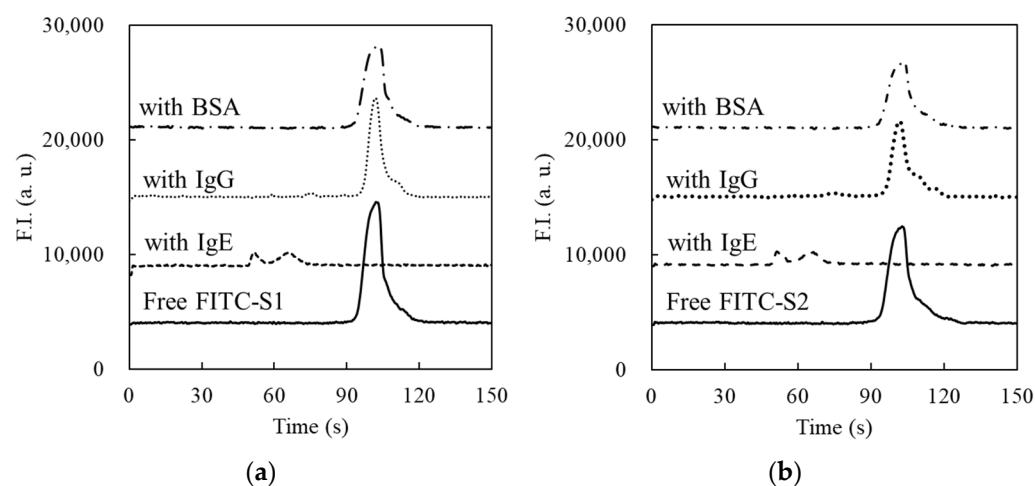 30,000
with BSA
20,000
with IgG
10,000
with IgE
Free FITC-S1
0
F.I. (a. u.)
0 30 60 90 120 150
Time (s)
(a)
30,000
with BSA
20,000
with IgG
10,000
with IgE
Free FITC-S2
0
F.I. (a. u.)
0 30 60 90 120 150
Time (s)
(b)